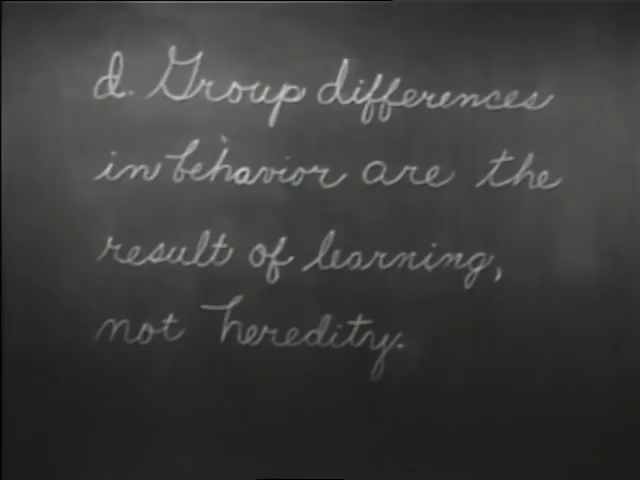 d. Group differences
in behavior are the
result of learning,
not heredity.